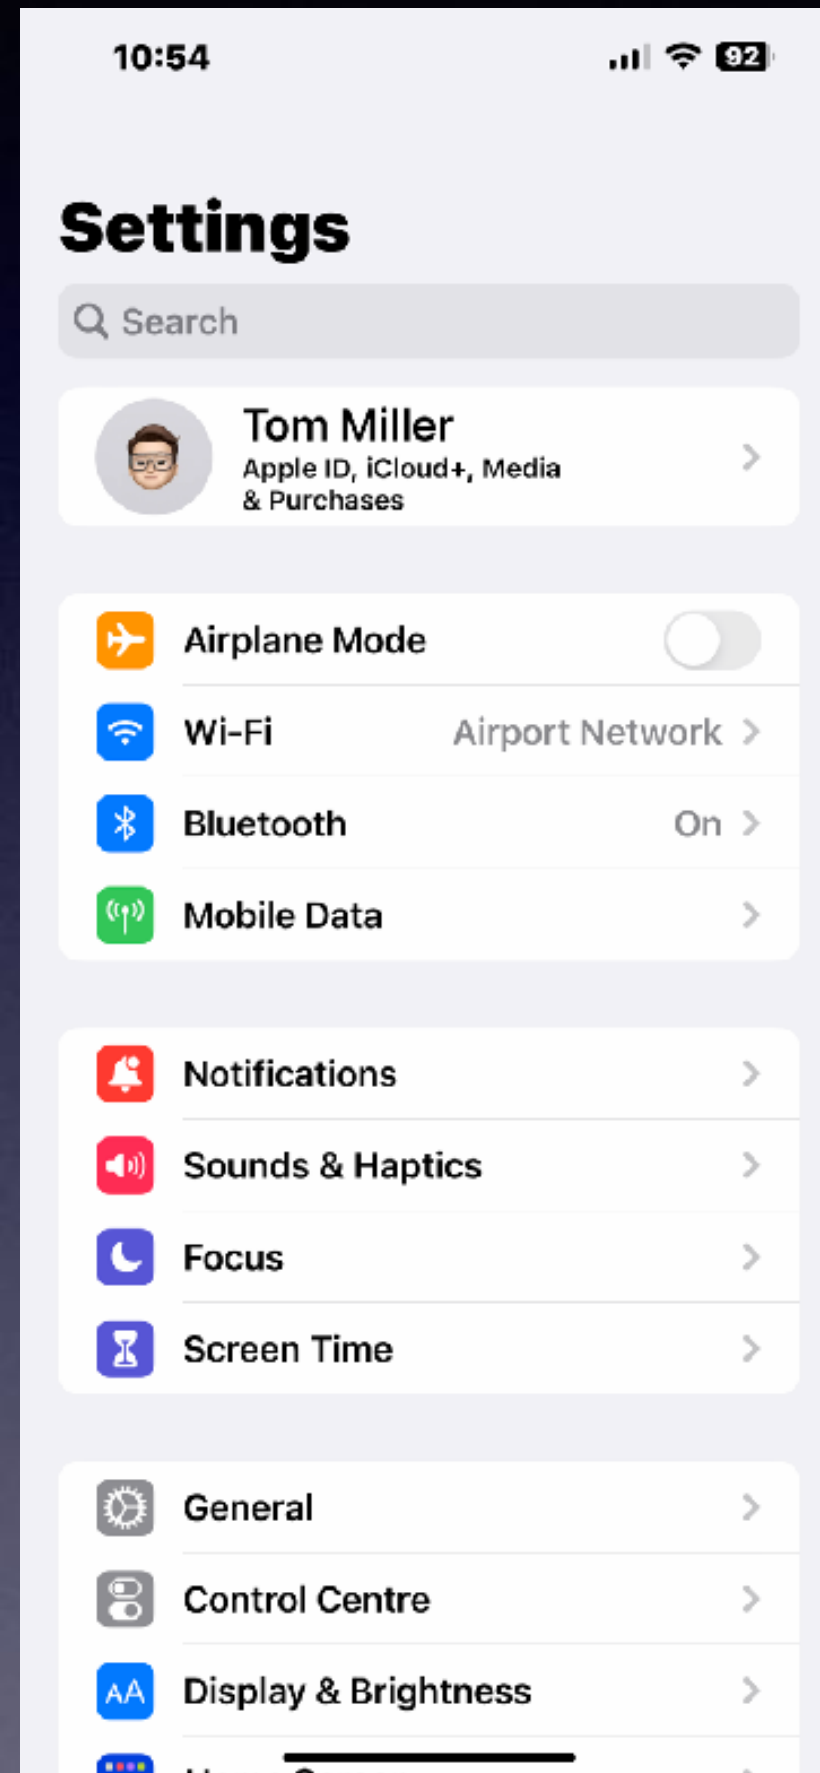 10:54 92
Settings
Search
Tom Miller
Apple ID, iCloud+, Media
& Purchases
Airplane Mode
Wi-Fi Airport Network
Bluetooth On
Mobile Data
Notifications
Sounds & Haptics
Focus
Screen Time
General
Control Centre
AA Display & Brightness